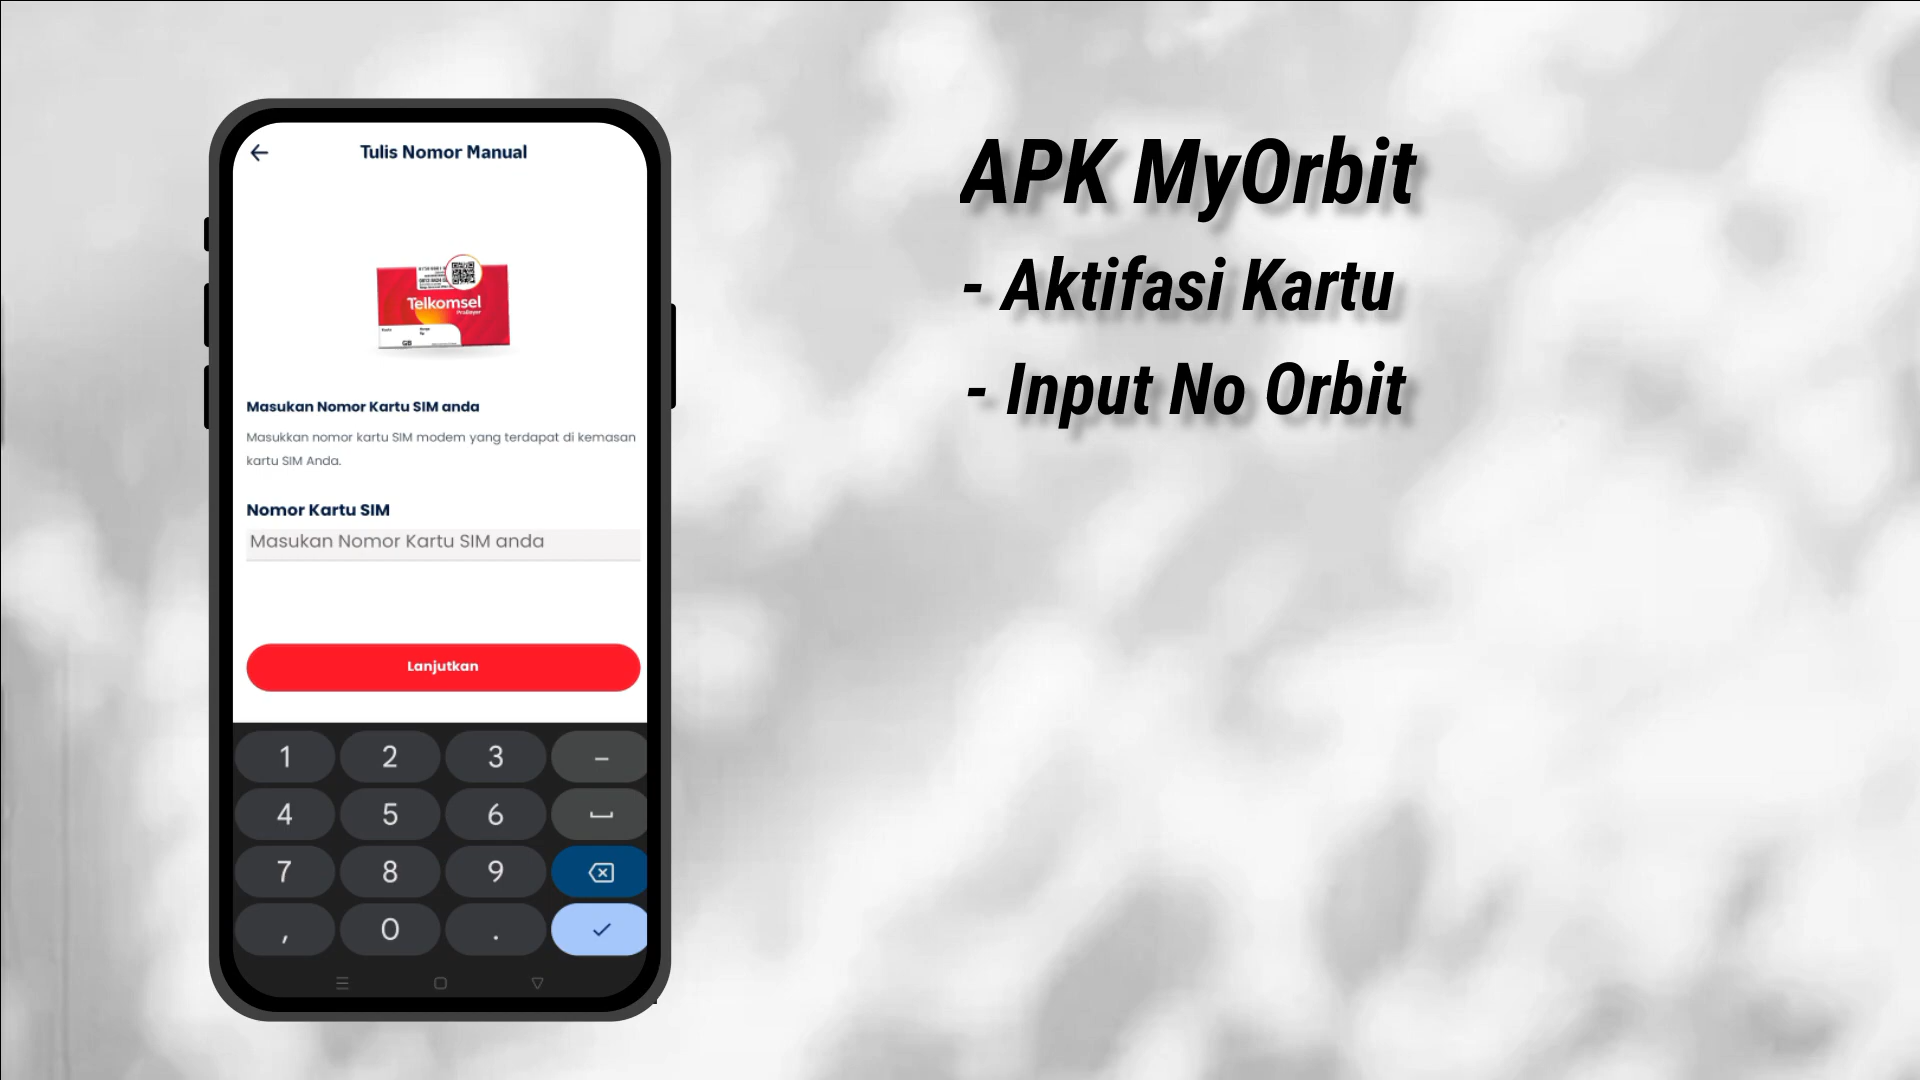 Tulis Nomor Manual
Telkomsel
PraBayar
GB
Masukan Nomor Kartu SIM anda
Masukkan nomor kartu SIM modem yang terdapat di kemasan
kartu SIM Anda.
Nomor Kartu SIM
Masukan Nomor Kartu SIM anda
Lanjutkan
1 2 3 –
4 5 6
7 8 9
, 0 .
APK MyOrbit
- Aktifasi Kartu
- Input No Orbit